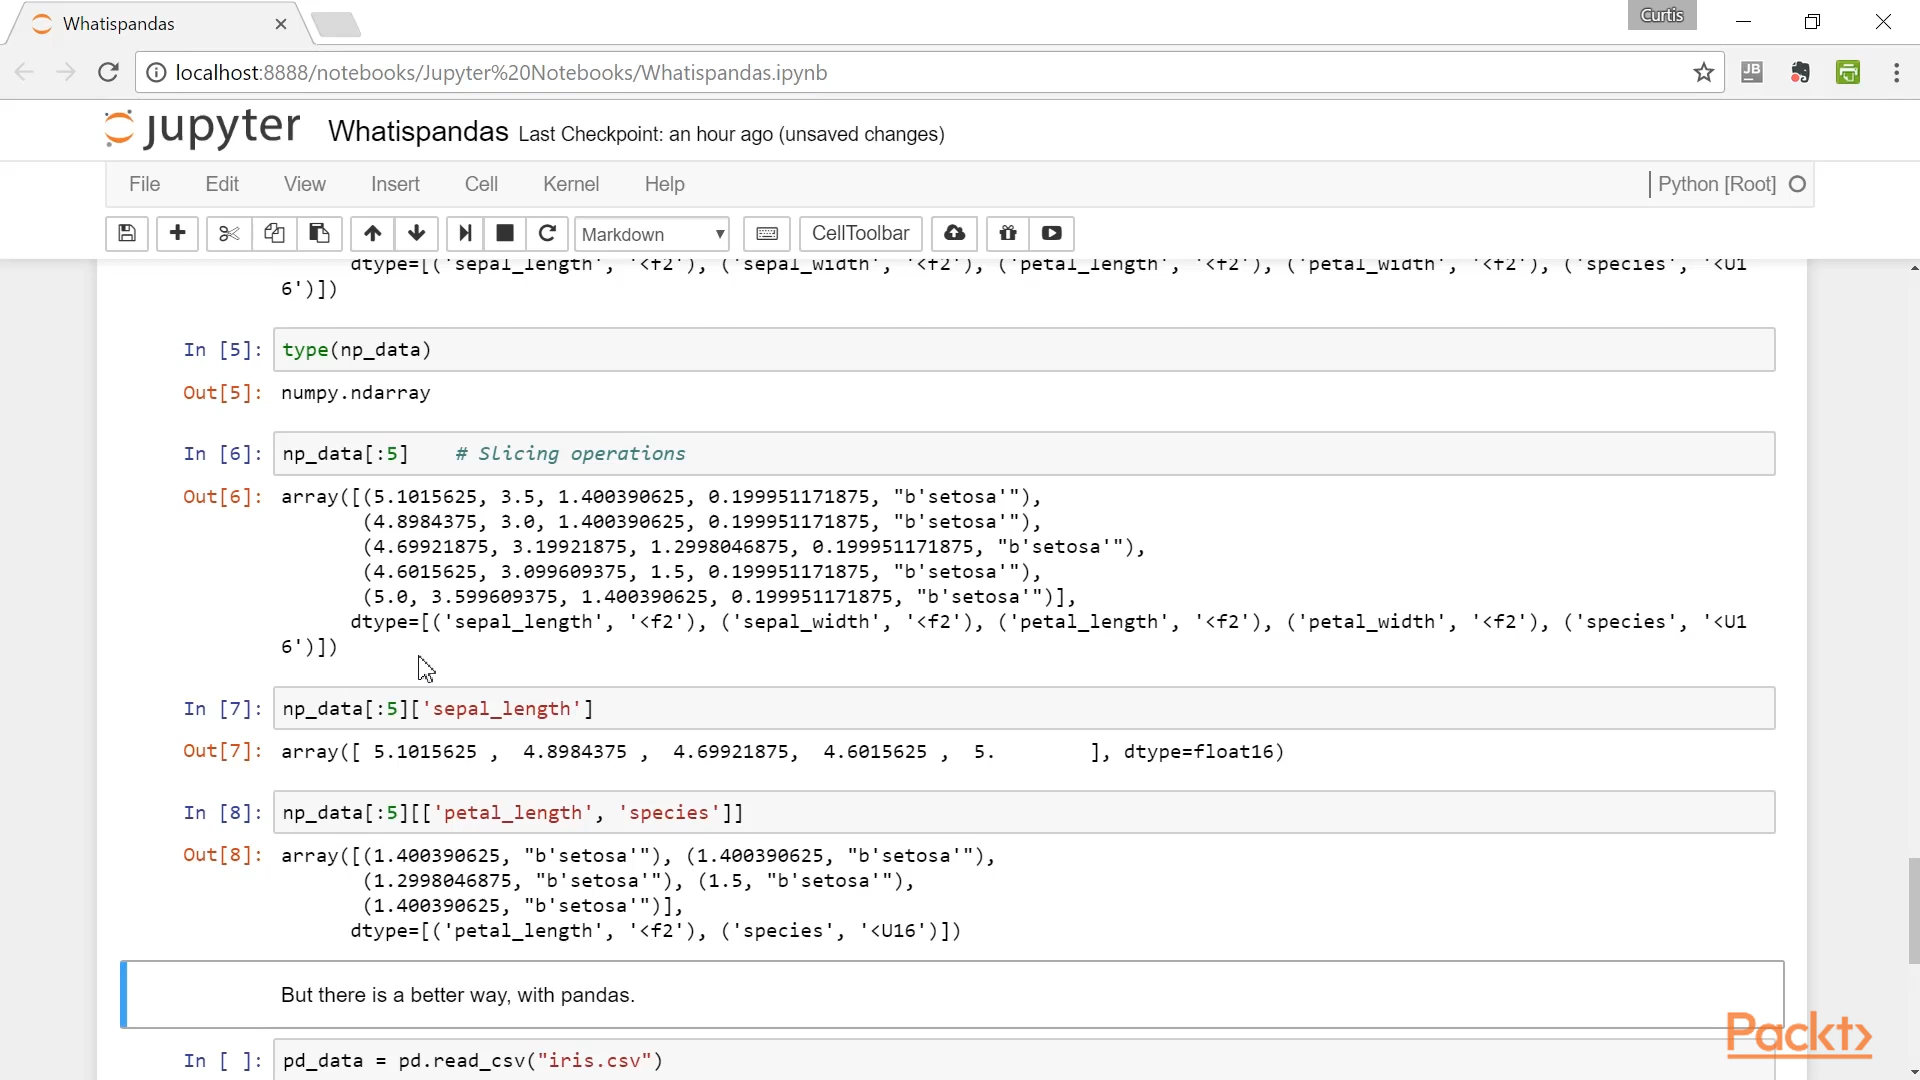 Whatispandas
Curtis
localhost:8888/notebooks/Jupyter%20Notebooks/Whatispandas.ipynb
JB
jupyter Whatispandas Last Checkpoint: an hour ago (unsaved changes)
File Edit View Insert Cell Kernel Help Python [Root]
Markdown CellToolbar
dtype=[('sepal_length', '<f2'), ('sepal_width', '<f2'), ('petal_length', '<f2'), ('petal_width', '<f2'), ('species', '<U1
6')])
In [5]: type(np_data)
Out[5]: numpy.ndarray
In [6]: np_data[:5]    # Slicing operations
Out[6]: array([(5.1015625, 3.5, 1.400390625, 0.199951171875, "b'setosa'"),
(4.8984375, 3.0, 1.400390625, 0.199951171875, "b'setosa'"),
(4.69921875, 3.19921875, 1.2998046875, 0.199951171875, "b'setosa'"),
(4.6015625, 3.099609375, 1.5, 0.199951171875, "b'setosa'"),
(5.0, 3.599609375, 1.400390625, 0.199951171875, "b'setosa'")],
dtype=[('sepal_length', '<f2'), ('sepal_width', '<f2'), ('petal_length', '<f2'), ('petal_width', '<f2'), ('species', '<U1
6')])
In [7]: np_data[:5]['sepal_length']
Out[7]: array([ 5.1015625 ,  4.8984375 ,  4.69921875,  4.6015625 ,  5.        ], dtype=float16)
In [8]: np_data[:5][['petal_length', 'species']]
Out[8]: array([(1.400390625, "b'setosa'"), (1.400390625, "b'setosa'"),
(1.2998046875, "b'setosa'"), (1.5, "b'setosa'"),
(1.400390625, "b'setosa'")],
dtype=[('petal_length', '<f2'), ('species', '<U16')])
But there is a better way, with pandas.
Packt>
In [ ]: pd_data = pd.read_csv("iris.csv")